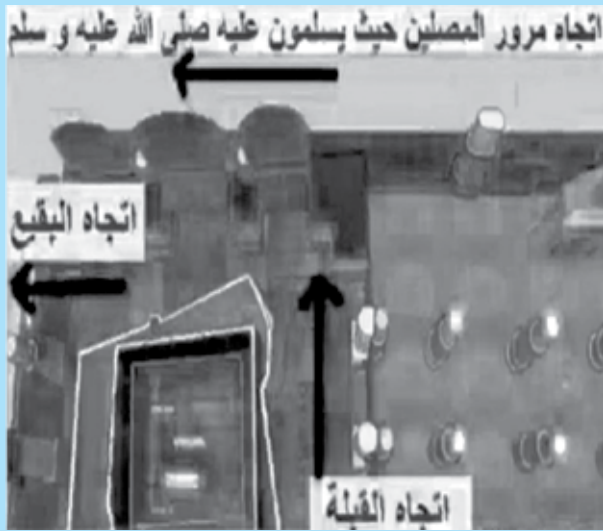 اتجاه مرور المصلين حيث يسلمون عليه صلى الله عليه و سلم
اتجاه البقيع
اتجاه القبلة